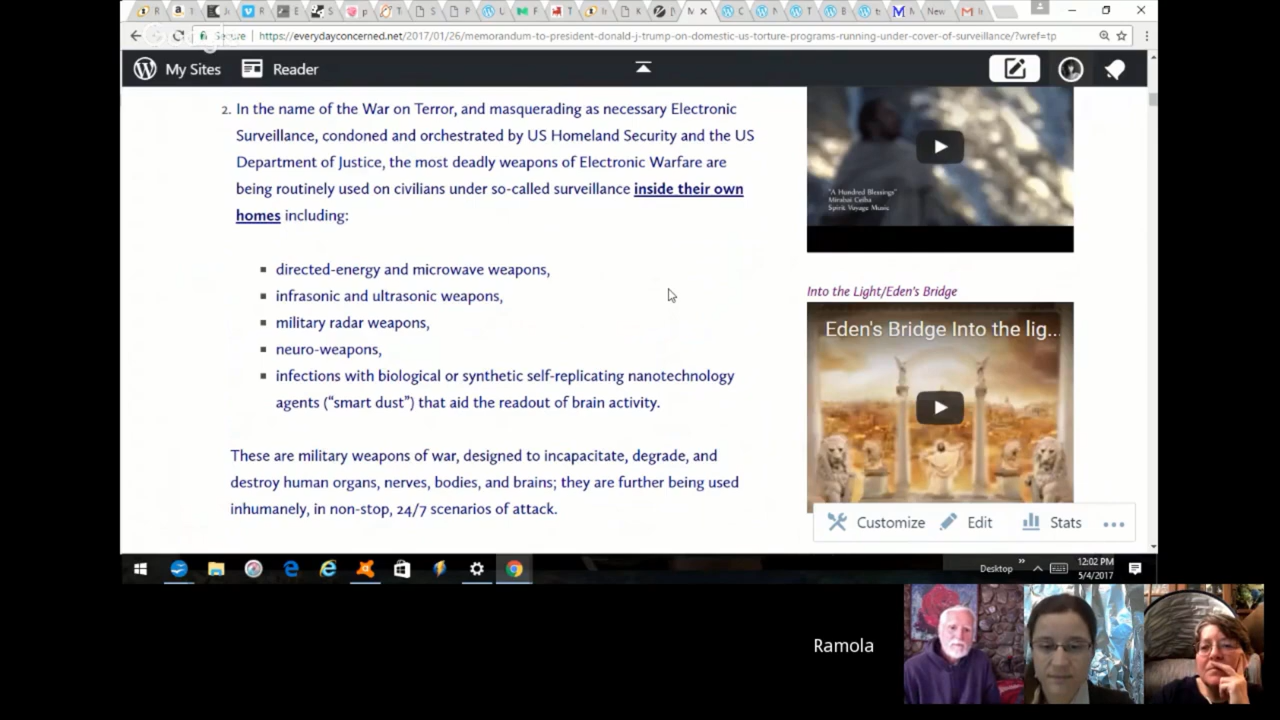 Secure
https://everydayconcerned.net/2017/01/26/memorandum-to-president-donald-j-trump-on-domestic-us-torture-programs-running-under-cover-of-surveillance/?wref=tp
My Sites
Reader
2. In the name of the War on Terror, and masquerading as necessary Electronic
Surveillance, condoned and orchestrated by US Homeland Security and the US
Department of Justice, the most deadly weapons of Electronic Warfare are
being routinely used on civilians under so-called surveillance inside their own
homes including:
directed-energy and microwave weapons,
infrasonic and ultrasonic weapons,
military radar weapons,
neuro-weapons,
infections with biological or synthetic self-replicating nanotechnology
agents (“smart dust”) that aid the readout of brain activity.
These are military weapons of war, designed to incapacitate, degrade, and
destroy human organs, nerves, bodies, and brains; they are further being used
inhumanely, in non-stop, 24/7 scenarios of attack.
"A Hundred Blessings"
Mirabai Ceiba
Spirit Voyage Music
Into the Light/Eden's Bridge
Eden's Bridge Into the lig...
Customize
Edit
Stats
Desktop
12:02 PM
5/4/2017
Ramola